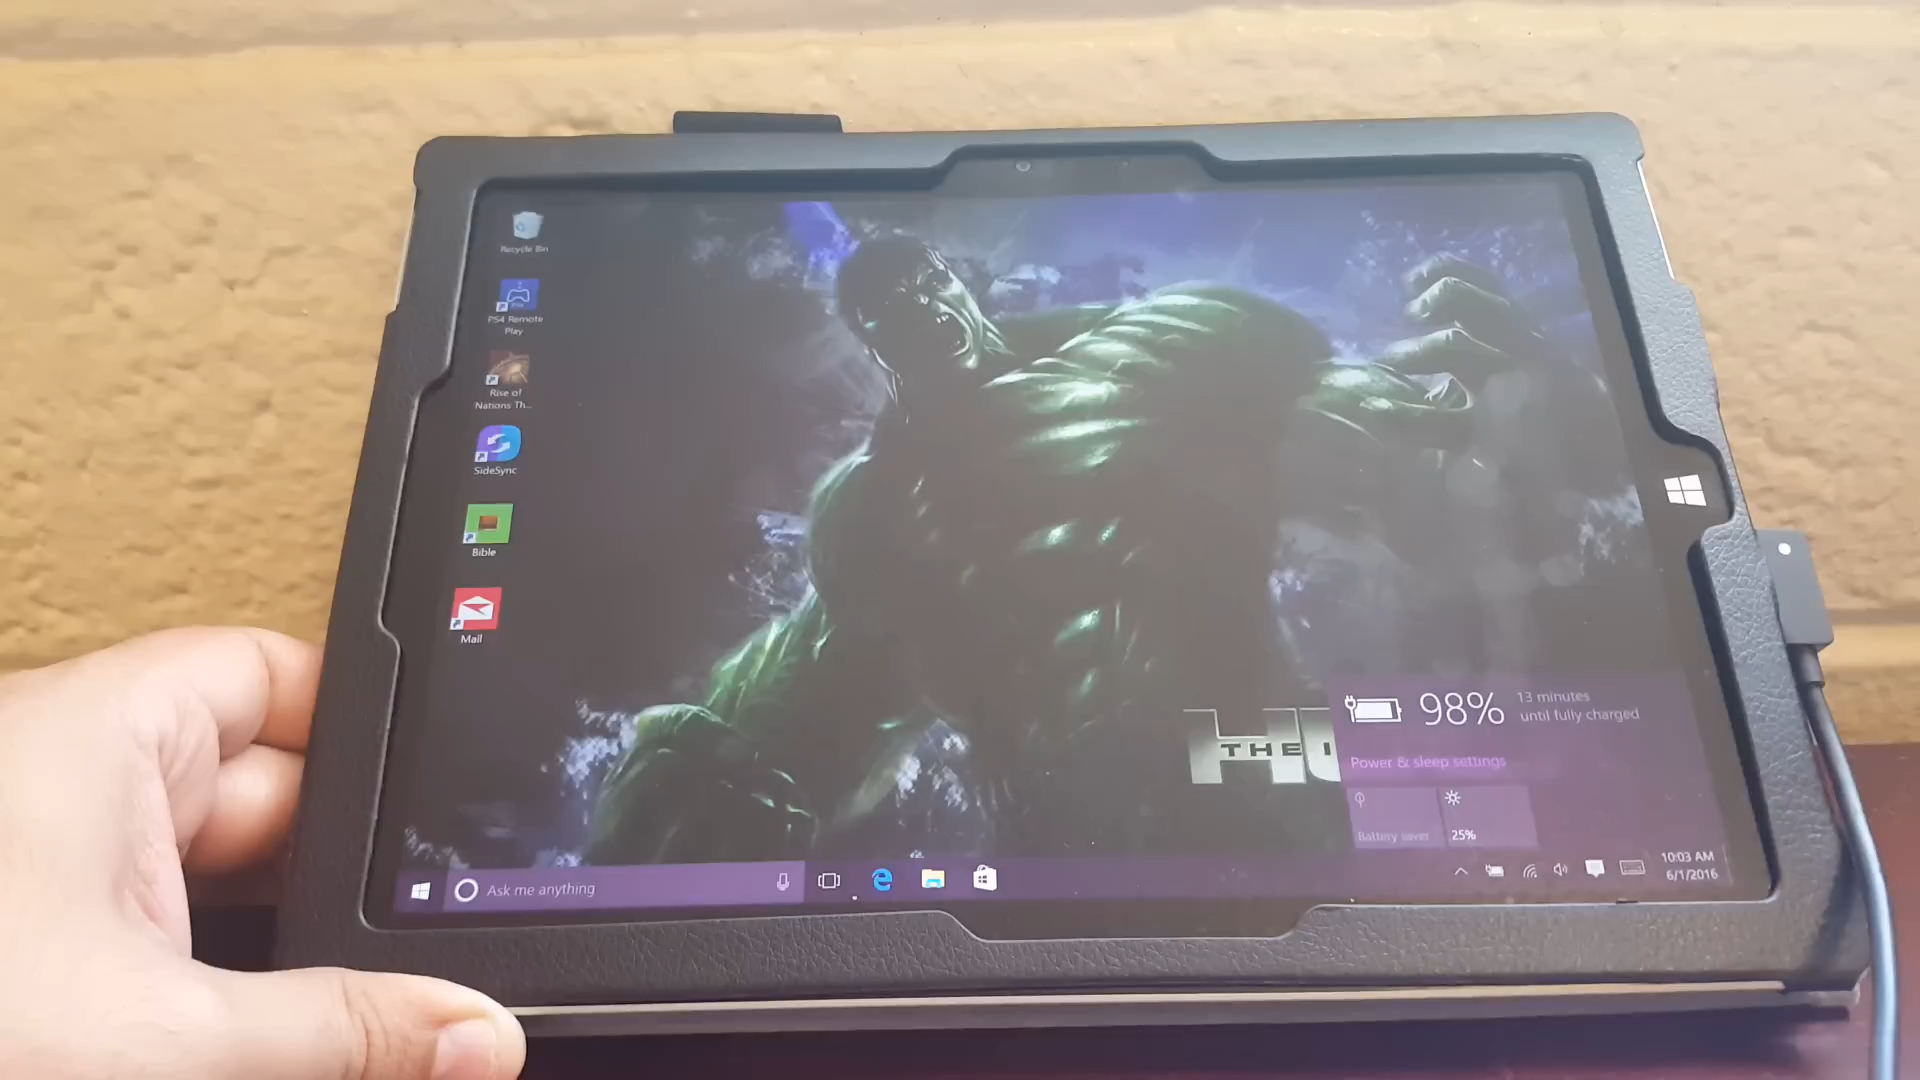 Recycle Bin
PS4 Remote
Play
Rise of
Nations Th...
SideSync
Bible
Mail
THE I
HU
98%
13 minutes
until fully charged
Power & sleep settings
Battery saver
25%
Ask me anything
10:03 AM
6/1/2016